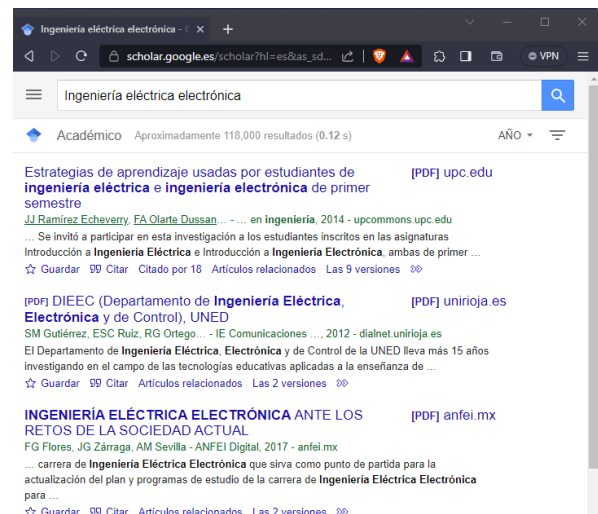 Ingeniería eléctrica electrónica - G
scholar.google.es/scholar?hl=es&as_sd...
VPN
Ingeniería eléctrica electrónica
Académico Aproximadamente 118,000 resultados (0.12 s) AÑO
Estrategias de aprendizaje usadas por estudiantes de [PDF] upc.edu
ingeniería eléctrica e ingeniería electrónica de primer
semestre
JJ Ramírez Echeverry, FA Olarte Dussan... - ... en ingeniería, 2014 - upcommons.upc.edu
... Se invitó a participar en esta investigación a los estudiantes inscritos en las asignaturas
Introducción a Ingeniería Eléctrica e Introducción a Ingeniería Electrónica, ambas de primer ...
Guardar Citar Citado por 18 Artículos relacionados Las 9 versiones
[PDF] DIEEC (Departamento de Ingeniería Eléctrica, [PDF] unirioja.es
Electrónica y de Control), UNED
SM Gutiérrez, ESC Ruiz, RG Ortego... - IE Comunicaciones ..., 2012 - dialnet.unirioja.es
El Departamento de Ingeniería Eléctrica, Electrónica y de Control de la UNED lleva más 15 años
investigando en el campo de las tecnologías educativas aplicadas a la enseñanza de ...
Guardar Citar Artículos relacionados Las 2 versiones
INGENIERÍA ELÉCTRICA ELECTRÓNICA ANTE LOS [PDF] anfei.mx
RETOS DE LA SOCIEDAD ACTUAL
FG Flores, JG Zárraga, AM Sevilla - ANFEI Digital, 2017 - anfei.mx
... carrera de Ingeniería Eléctrica Electrónica que sirva como punto de partida para la
actualización del plan y programas de estudio de la carrera de Ingeniería Eléctrica Electrónica
para ...
Guardar Citar Artículos relacionados Las 2 versiones